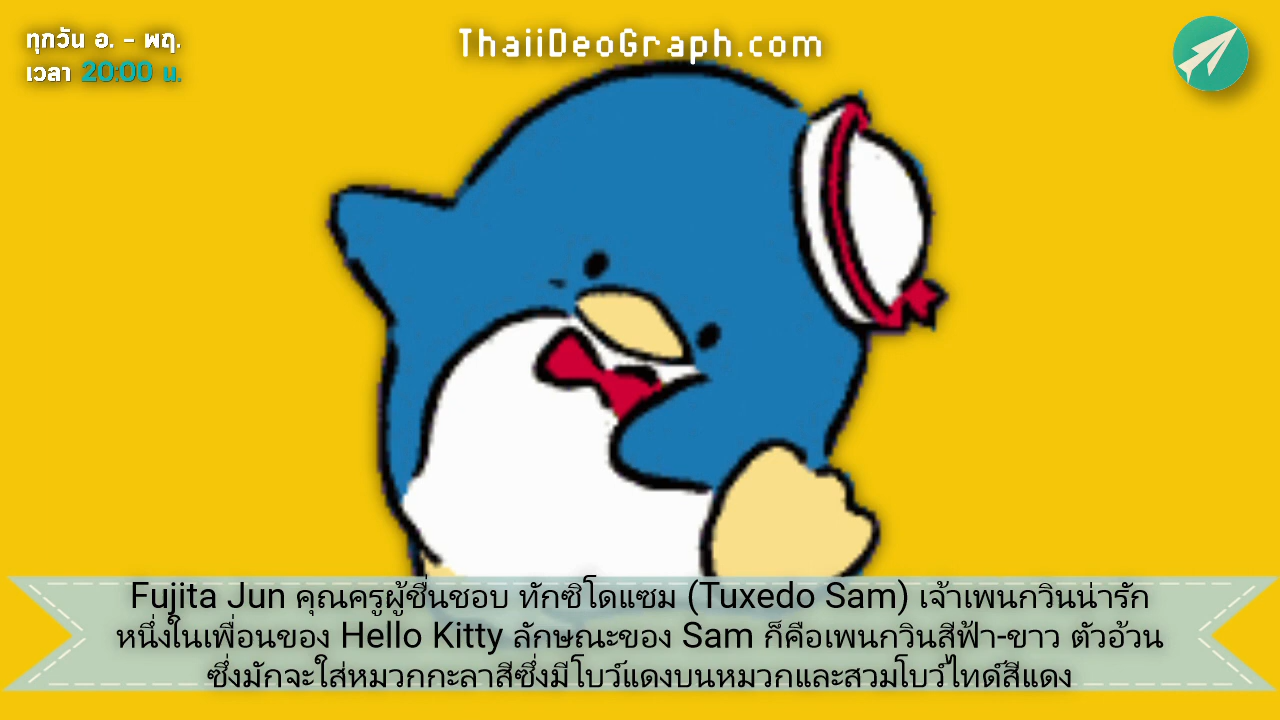 ทุกวัน อ. - พฤ.
เวลา 20:00 น.
ThaiiDeoGraph.com
Fujita Jun คุณครูผู้ชื่นชอบ ทักซิโดแซม (Tuxedo Sam) เจ้าเพนกวินน่ารัก
หนึ่งในเพื่อนของ Hello Kitty ลักษณะของ Sam ก็คือเพนกวินสีฟ้า-ขาว ตัวอ้วน
ซึ่งมักจะใส่หมวกกะลาสีซึ่งมีโบว์แดงบนหมวกและสวมโบว์ไทด์สีแดง